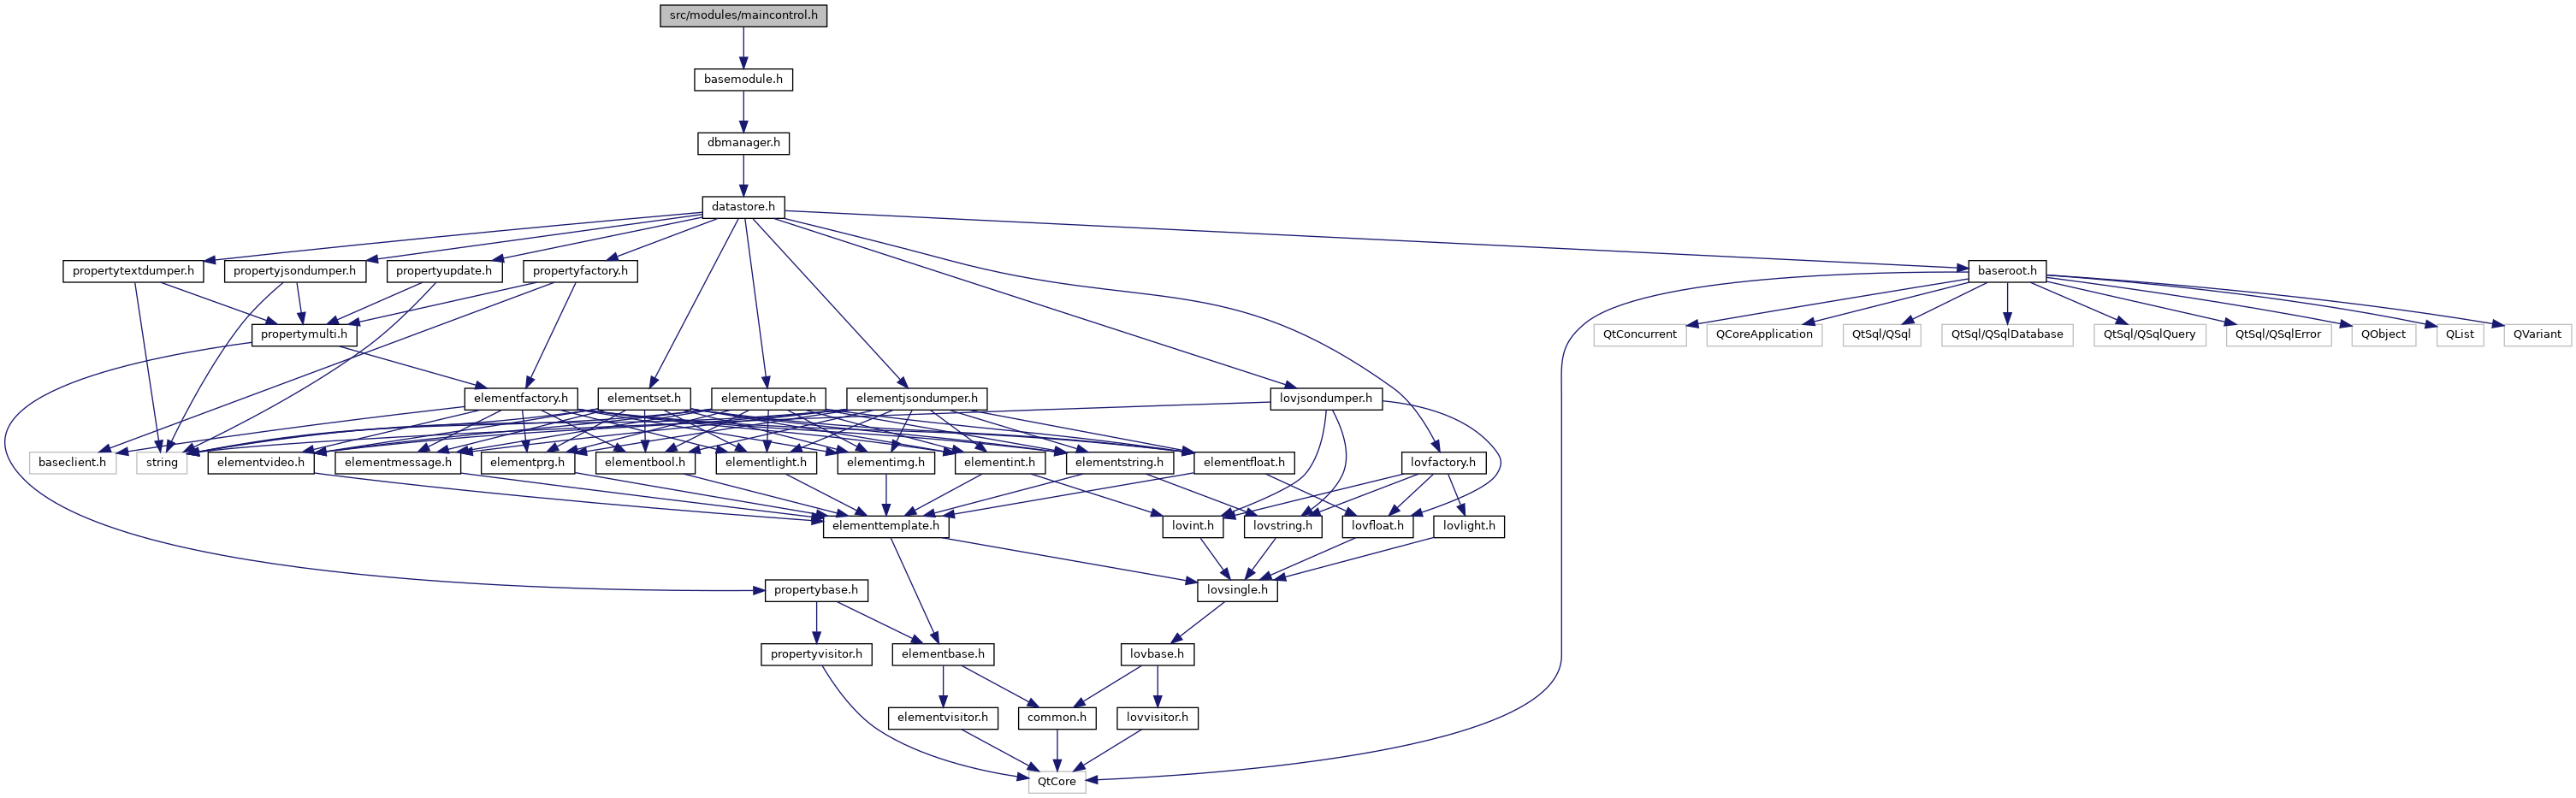 src/modules/maincontrol.h
basemodule.h
dbmanager.h
datastore.h
propertytextdumper.h
propertyjsondumper.h
propertyupdate.h
propertyfactory.h
baseroot.h
propertymulti.h
QtConcurrent
QCoreApplication
QtSql/QSql
QtSql/QSqlDatabase
QtSql/QSqlQuery
QtSql/QSqlError
QObject
QList
QVariant
elementfactory.h
elementset.h
elementupdate.h
elementjsondumper.h
lovjsondumper.h
baseclient.h
string
elementvideo.h
elementmessage.h
elementprg.h
elementbool.h
elementlight.h
elementimg.h
elementint.h
elementstring.h
elementfloat.h
lovfactory.h
elementtemplate.h
lovint.h
lovstring.h
lovfloat.h
lovlight.h
propertybase.h
lovsingle.h
propertyvisitor.h
elementbase.h
lovbase.h
elementvisitor.h
common.h
lovvisitor.h
QtCore